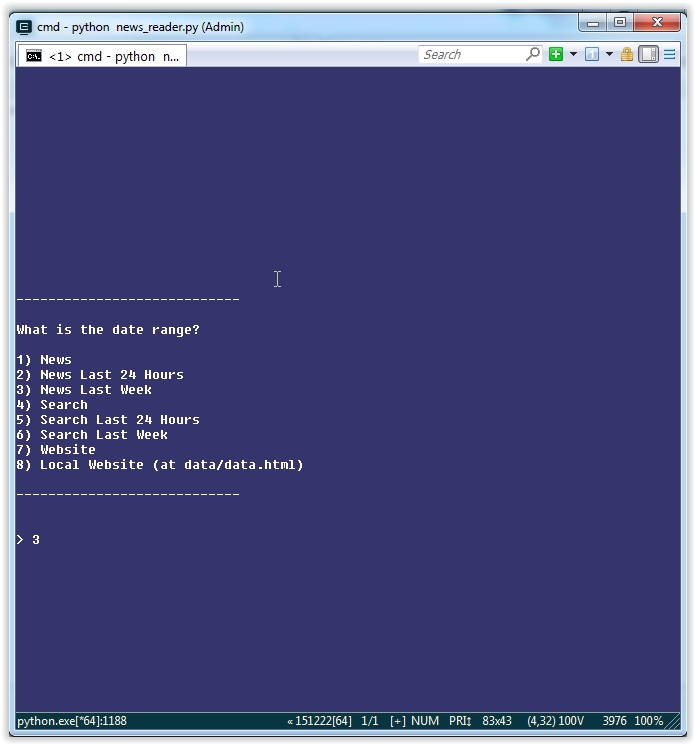 cmd - python  news_reader.py (Admin)
<1> cmd - python  n...
Search
1
---------------------------
What is the date range?
1) News
2) News Last 24 Hours
3) News Last Week
4) Search
5) Search Last 24 Hours
6) Search Last Week
7) Website
8) Local Website (at data/data.html)
---------------------------
> 3
python.exe[*64]:1188 « 151222[64] 1/1 [+] NUM PRI↕ 83x43 (4,32) 100V 3976 100%